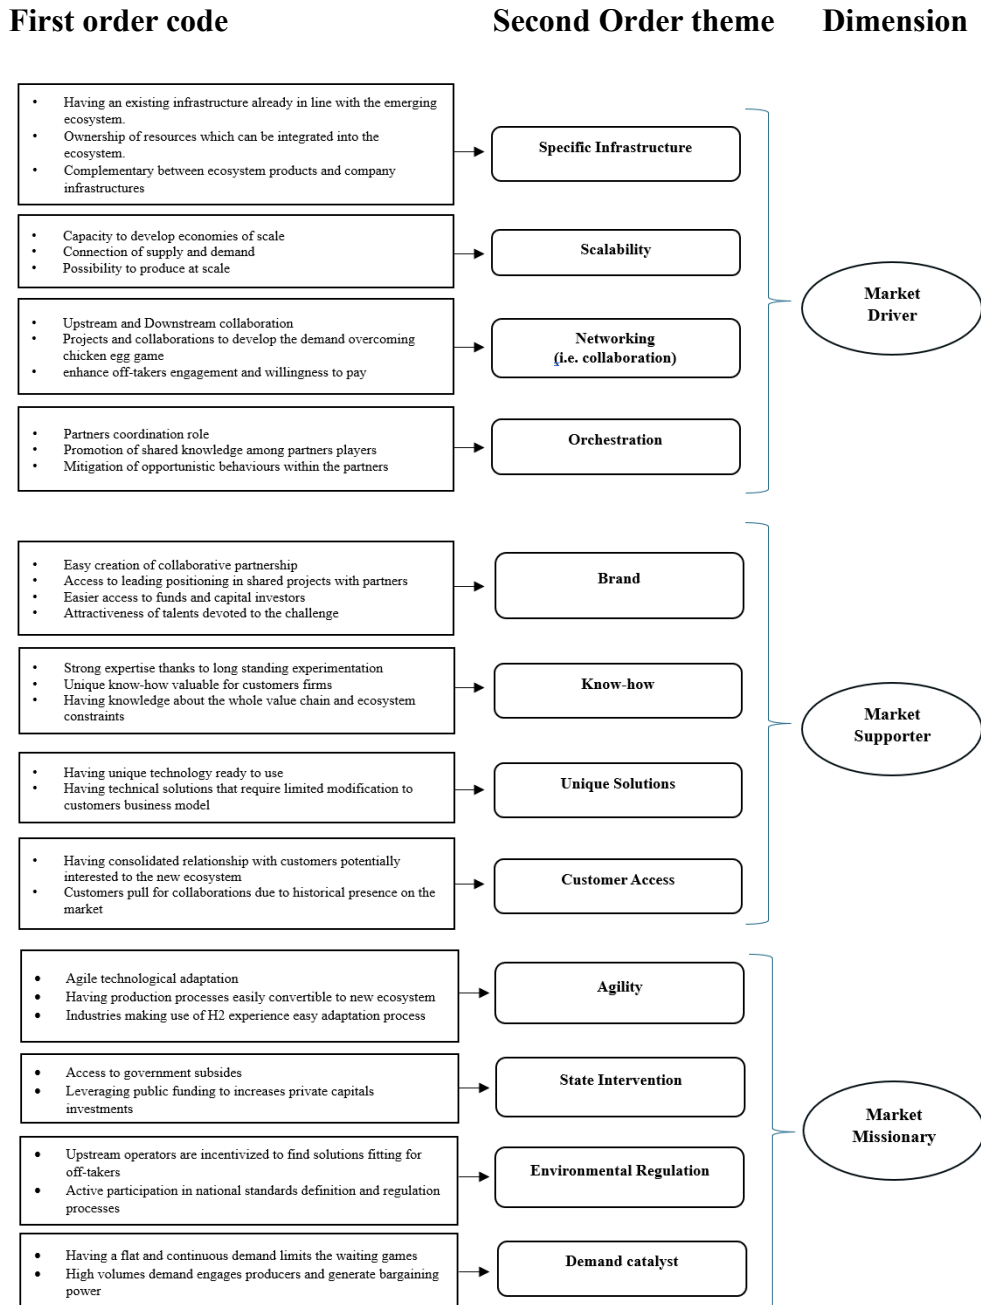 First order code
Second Order theme
Dimension
• Having an existing infrastructure already in line with the emerging
ecosystem.
• Ownership of resources which can be integrated into the
ecosystem.
• Complementary between ecosystem products and company
infrastructures
Specific Infrastructure
• Capacity to develop economies of scale
• Connection of supply and demand
• Possibility to produce at scale
Scalability
• Upstream and Downstream collaboration
• Projects and collaborations to develop the demand overcoming
chicken egg game
• enhance off-takers engagement and willingness to pay
Networking
(i.e. collaboration)
• Partners coordination role
• Promotion of shared knowledge among partners players
• Mitigation of opportunistic behaviours within the partners
Orchestration
Market
Driver
• Easy creation of collaborative partnership
• Access to leading positioning in shared projects with partners
• Easier access to funds and capital investors
• Attractiveness of talents devoted to the challenge
Brand
• Strong expertise thanks to long standing experimentation
• Unique know-how valuable for customers firms
• Having knowledge about the whole value chain and ecosystem
constraints
Know-how
• Having unique technology ready to use
• Having technical solutions that require limited modification to
customers business model
Unique Solutions
• Having consolidated relationship with customers potentially
interested to the new ecosystem
• Customers pull for collaborations due to historical presence on the
market
Customer Access
Market
Supporter
• Agile technological adaptation
• Having production processes easily convertible to new ecosystem
• Industries making use of H2 experience easy adaptation process
Agility
• Access to government subsides
• Leveraging public funding to increases private capitals
investments
State Intervention
• Upstream operators are incentivized to find solutions fitting for
off-takers
• Active participation in national standards definition and regulation
processes
Environmental Regulation
• Having a flat and continuous demand limits the waiting games
• High volumes demand engages producers and generate bargaining
power
Demand catalyst
Market
Missionary